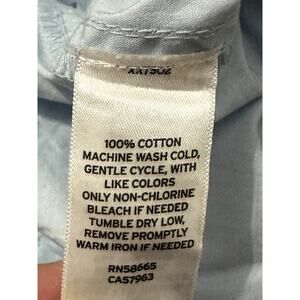 100% COTTON
MACHINE WASH COLD,
GENTLE CYCLE, WITH
LIKE COLORS
ONLY NON-CHLORINE
BLEACH IF NEEDED
TUMBLE DRY LOW,
REMOVE PROMPTLY
WARM IRON IF NEEDED
RN58665
CA57963